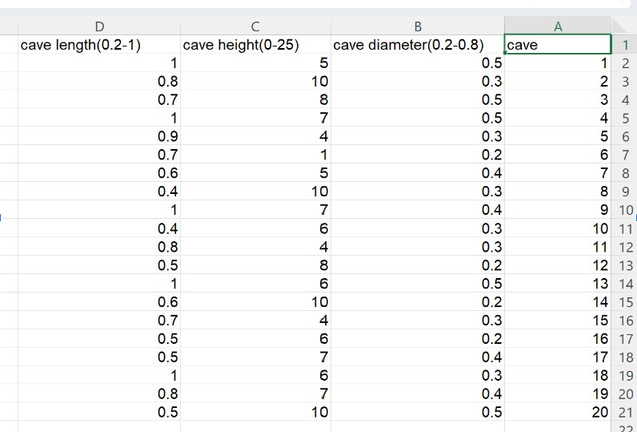 D C B A
cave length(0.2-1) cave height(0-25) cave diameter(0.2-0.8) cave 1
1 5 0.5 1 2
0.8 10 0.3 2 3
0.7 8 0.5 3 4
1 7 0.5 4 5
0.9 4 0.3 5 6
0.7 1 0.2 6 7
0.6 5 0.4 7 8
0.4 10 0.3 8 9
1 7 0.4 9 10
0.4 6 0.3 10 11
0.8 4 0.3 11 12
0.5 8 0.2 12 13
1 6 0.5 13 14
0.6 10 0.2 14 15
0.7 4 0.3 15 16
0.5 6 0.2 16 17
0.5 7 0.4 17 18
1 6 0.3 18 19
0.8 7 0.4 19 20
0.5 10 0.5 20 21
22